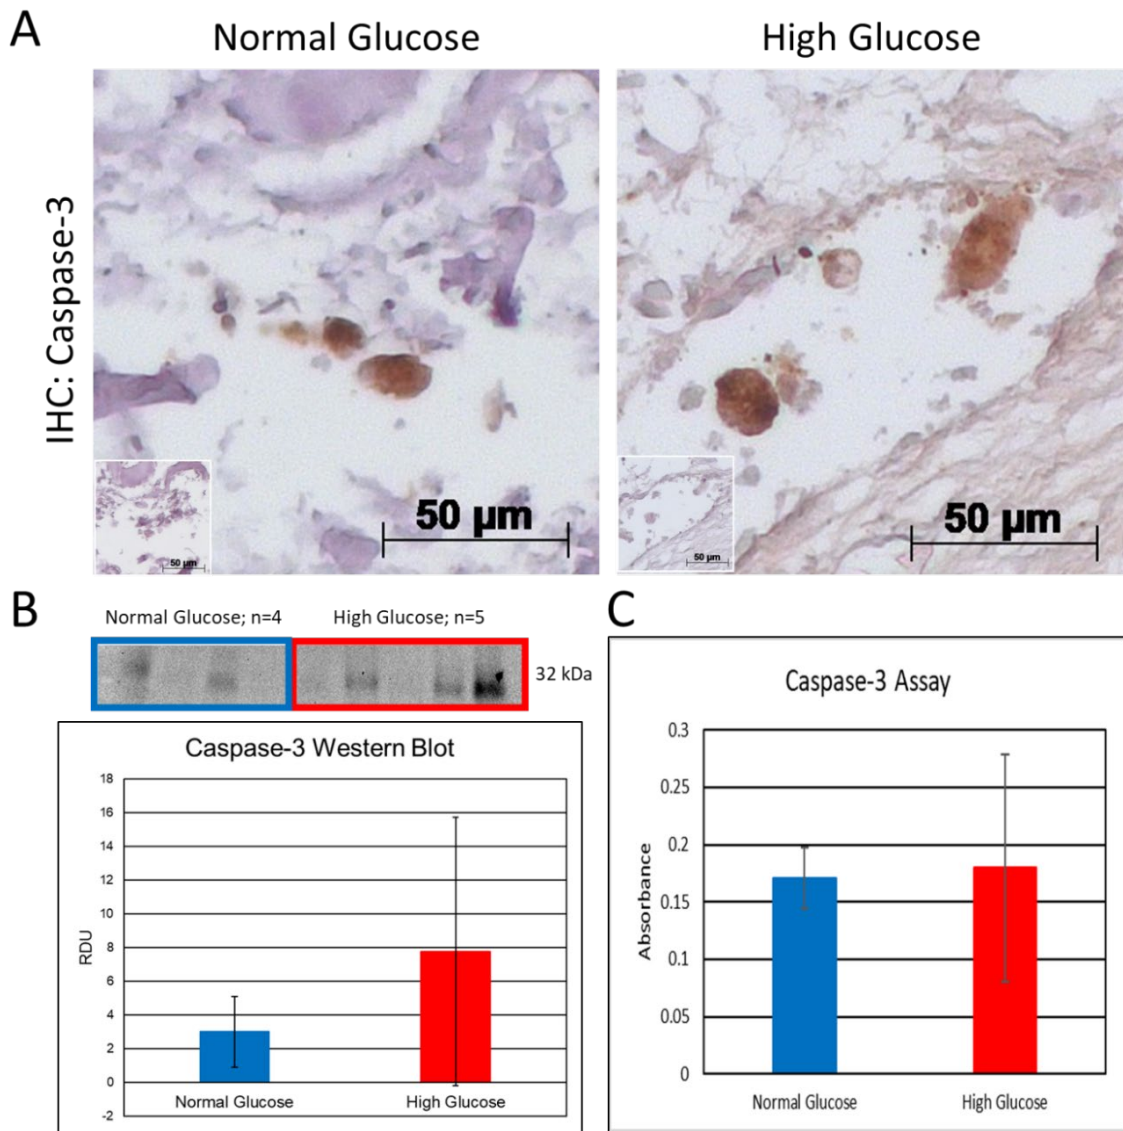 A
Normal Glucose
High Glucose
IHC: Caspase-3
50 µm
50 µm
50 µm
50 µm
B
Normal Glucose; n=4
High Glucose; n=5
32 kDa
Caspase-3 Western Blot
18
16
14
12
10
8
6
4
2
0
-2
RDU
Normal Glucose
High Glucose
C
Caspase-3 Assay
0.3
0.25
0.2
0.15
0.1
0.05
0
Absorbance
Normal Glucose
High Glucose